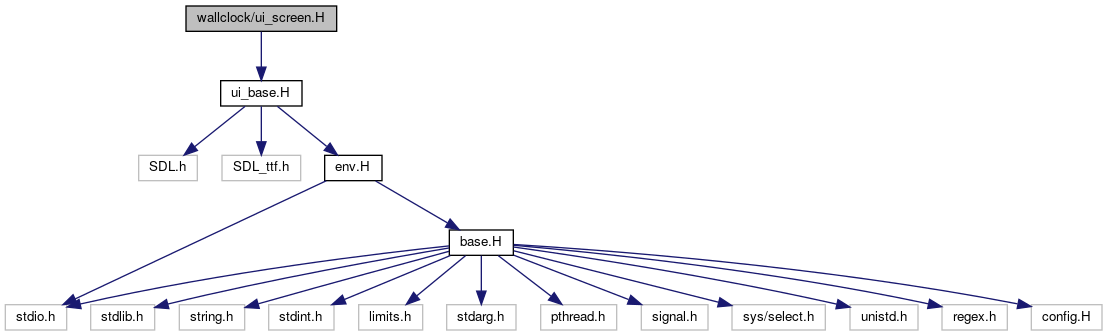 wallclock/ui_screen.H
ui_base.H
SDL.h
SDL_ttf.h
env.H
base.H
stdio.h
stdlib.h
string.h
stdint.h
limits.h
stdarg.h
pthread.h
signal.h
sys/select.h
unistd.h
regex.h
config.H